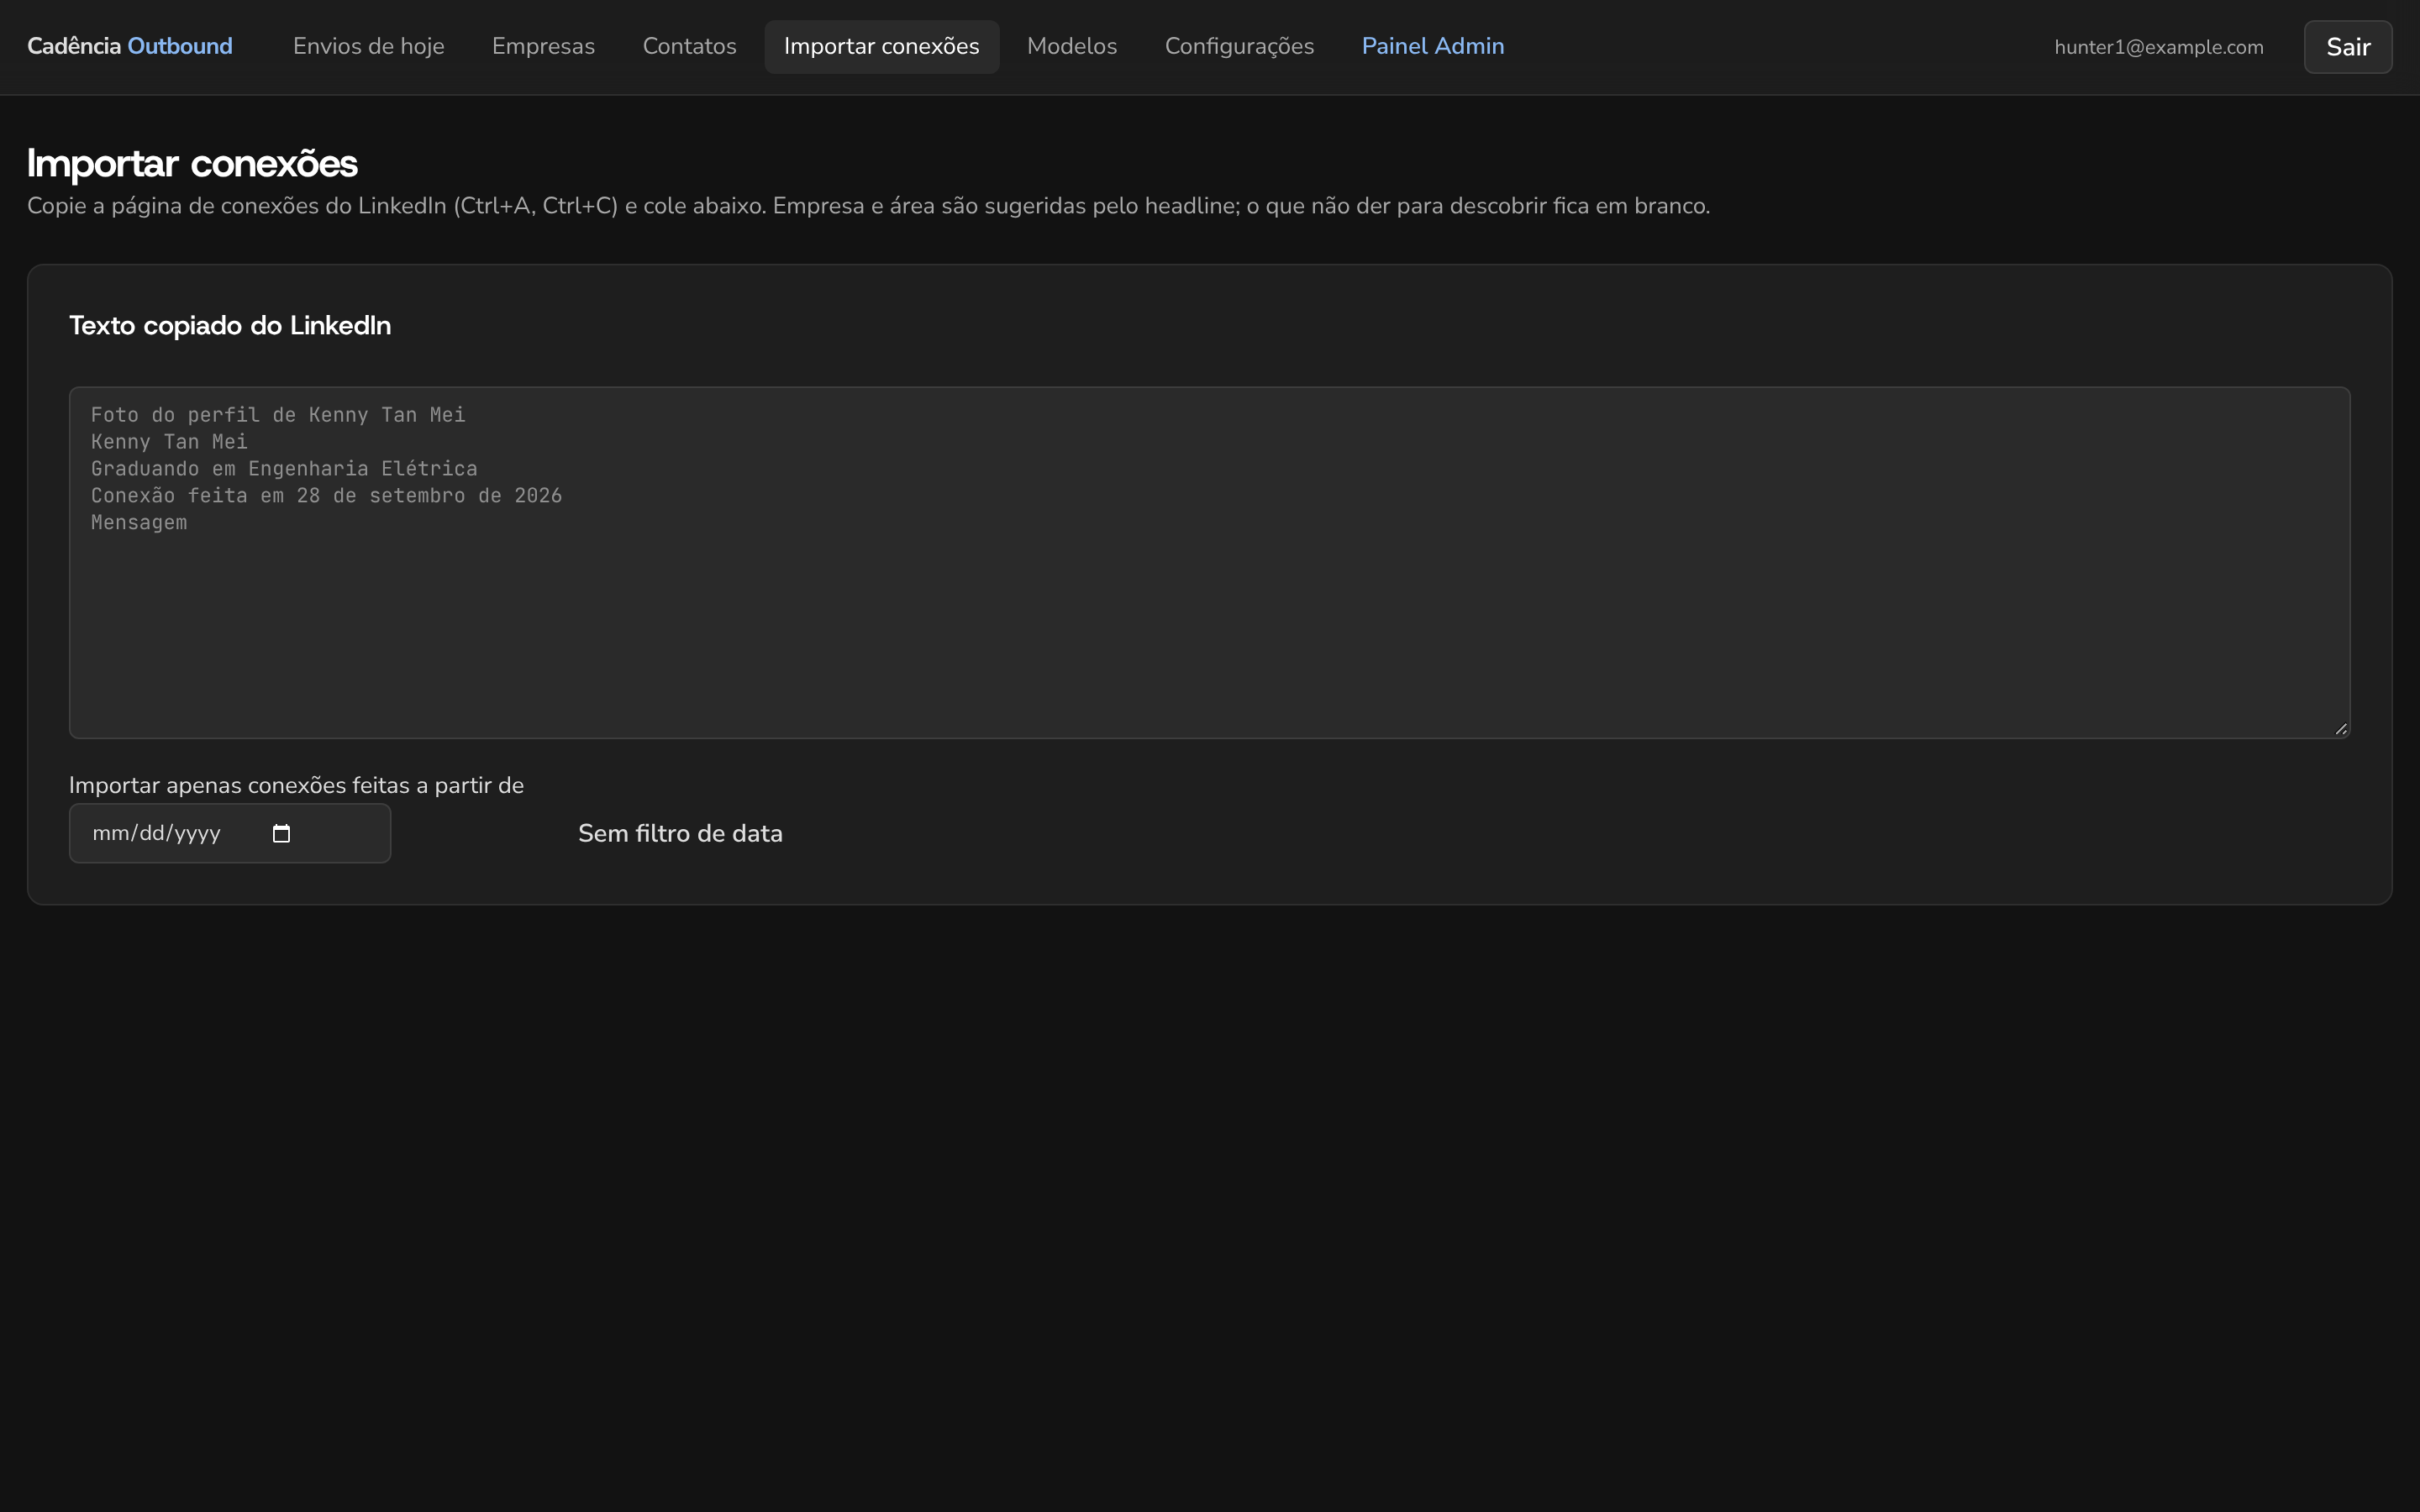 Cadência Outbound
Envios de hoje
Empresas
Contatos
Importar conexões
Modelos
Configurações
Painel Admin
hunter1@example.com
Sair
Importar conexões
Copie a página de conexões do LinkedIn (Ctrl+A, Ctrl+C) e cole abaixo. Empresa e área são sugeridas pelo headline; o que não der para descobrir fica em branco.
Texto copiado do LinkedIn
Foto do perfil de Kenny Tan Mei
Kenny Tan Mei
Graduando em Engenharia Elétrica
Conexão feita em 28 de setembro de 2026
Mensagem
Importar apenas conexões feitas a partir de
mm/dd/yyyy
Sem filtro de data